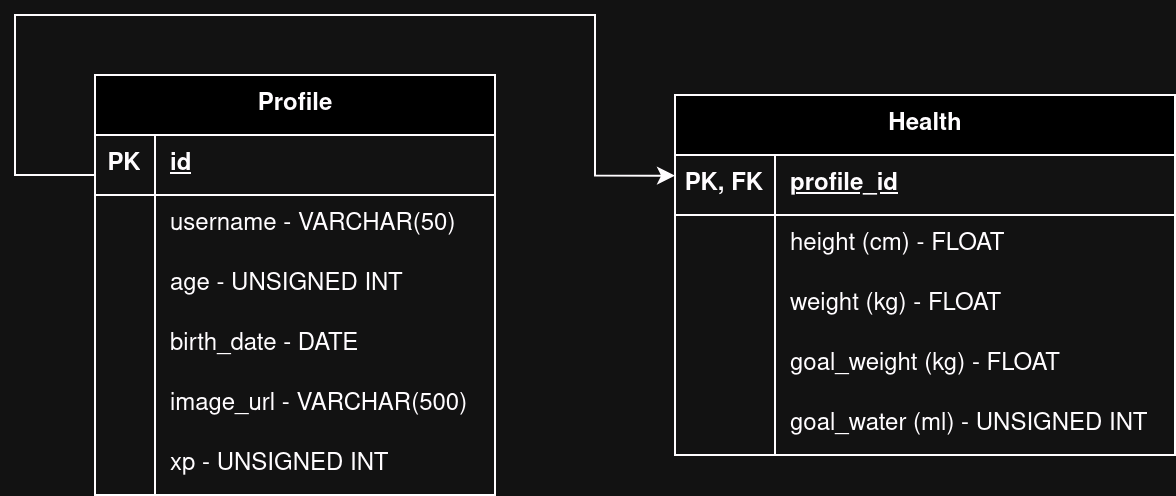 Profile
PK id
username - VARCHAR(50)
age - UNSIGNED INT
birth_date - DATE
image_url - VARCHAR(500)
xp - UNSIGNED INT
Health
PK, FK profile_id
height (cm) - FLOAT
weight (kg) - FLOAT
goal_weight (kg) - FLOAT
goal_water (ml) - UNSIGNED INT